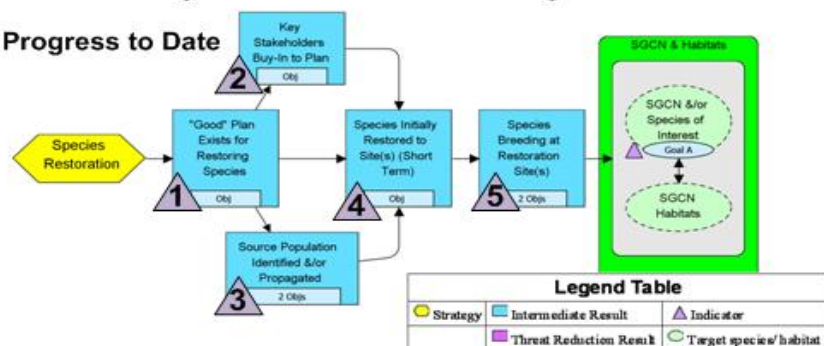 Progress to Date
Key
Stakeholders
Buy-In to Plan
Obj
2
Species
Restoration
"Good" Plan
Exists for
Restoring
Species
Obj
1
Source Population
Identified &/or
Propagated
2 Objs
3
Species Initially
Restored to
Site(s) (Short
Term)
Obj
4
Species
Breeding at
Restoration
Site(s)
2 Objs
5
SGCN & Habitats
SGCN &/or
Species of
Interest
Goal A
SGCN
Habitats
Legend Table
Strategy
Intermediate Result
Indicator
Threat Reduction Result
Target species/habitat